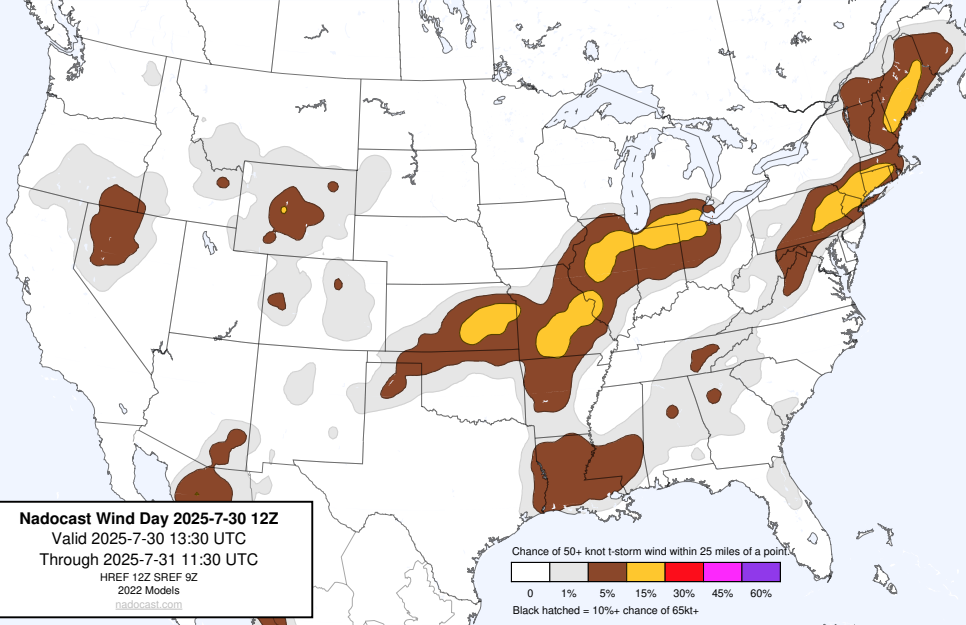 Nadocast Wind Day 2025-7-30 12Z
Valid 2025-7-30 13:30 UTC
Through 2025-7-31 11:30 UTC
HREF 12Z SREF 9Z
2022 Models
nadocast.com
Chance of 50+ knot t-storm wind within 25 miles of a point.
0 1% 5% 15% 30% 45% 60%
Black hatched = 10%+ chance of 65kt+